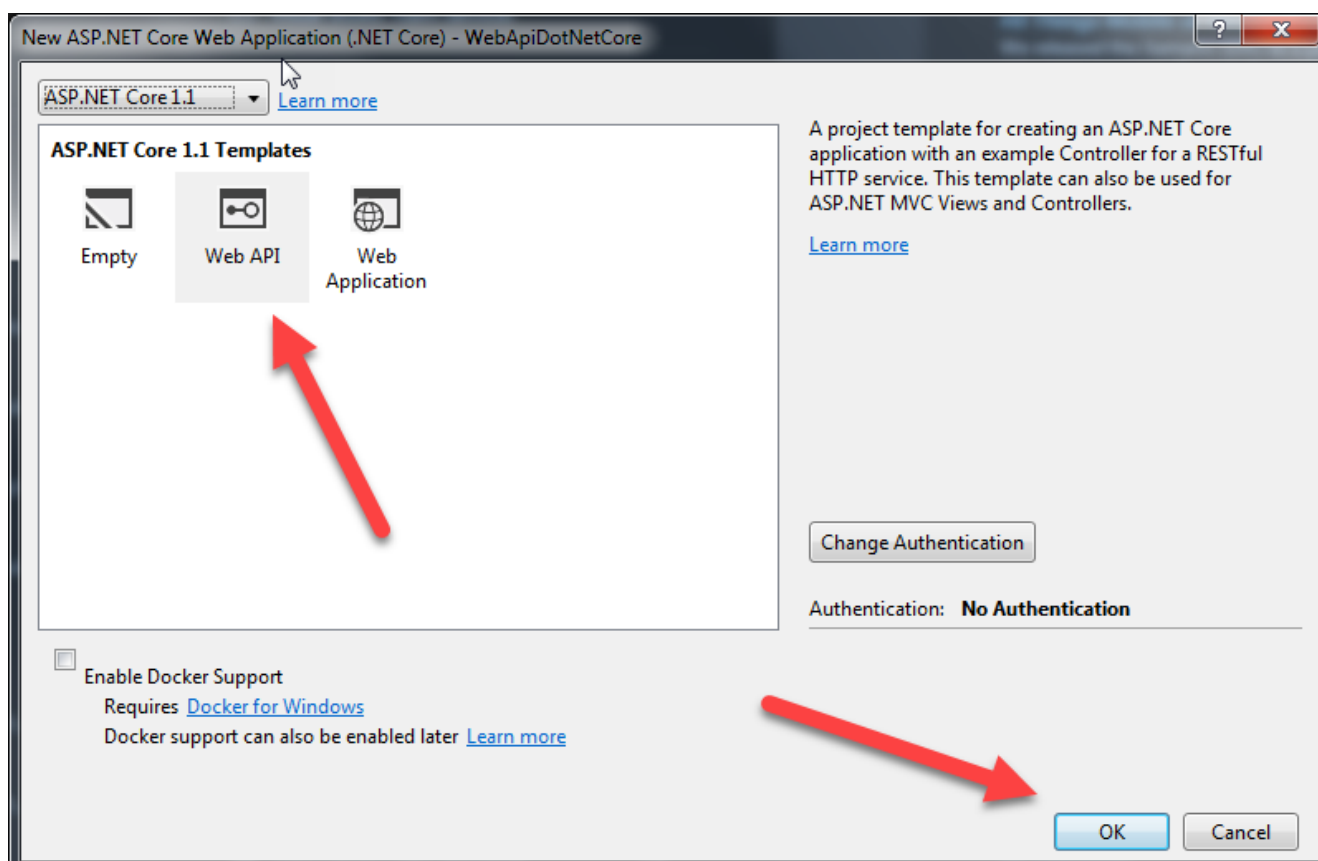 New ASP.NET Core Web Application (.NET Core) - WebApiDotNetCore
ASP.NET Core 1.1
Learn more
ASP.NET Core 1.1 Templates
Empty
Web API
Web
Application
A project template for creating an ASP.NET Core
application with an example Controller for a RESTful
HTTP service. This template can also be used for
ASP.NET MVC Views and Controllers.
Learn more
Change Authentication
Authentication: No Authentication
Enable Docker Support
Requires Docker for Windows
Docker support can also be enabled later Learn more
OK
Cancel